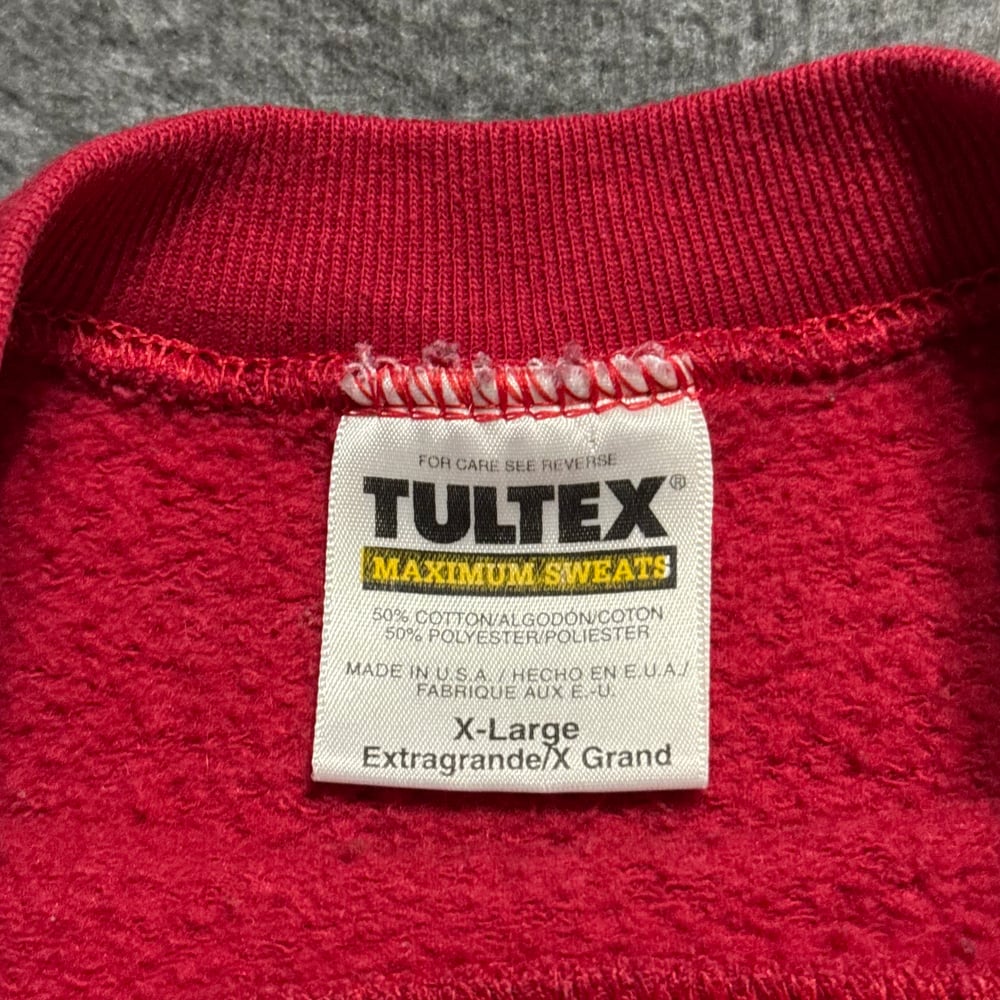 FOR CARE SEE REVERSE
TULTEX®
MAXIMUM SWEATS
50% COTTON/ALGODON/COTON
50% POLYESTER/POLIESTER
MADE IN U.S.A. / HECHO EN E.U.A./
FABRIQUE AUX E.-U.
X-Large
Extragrande/X Grand